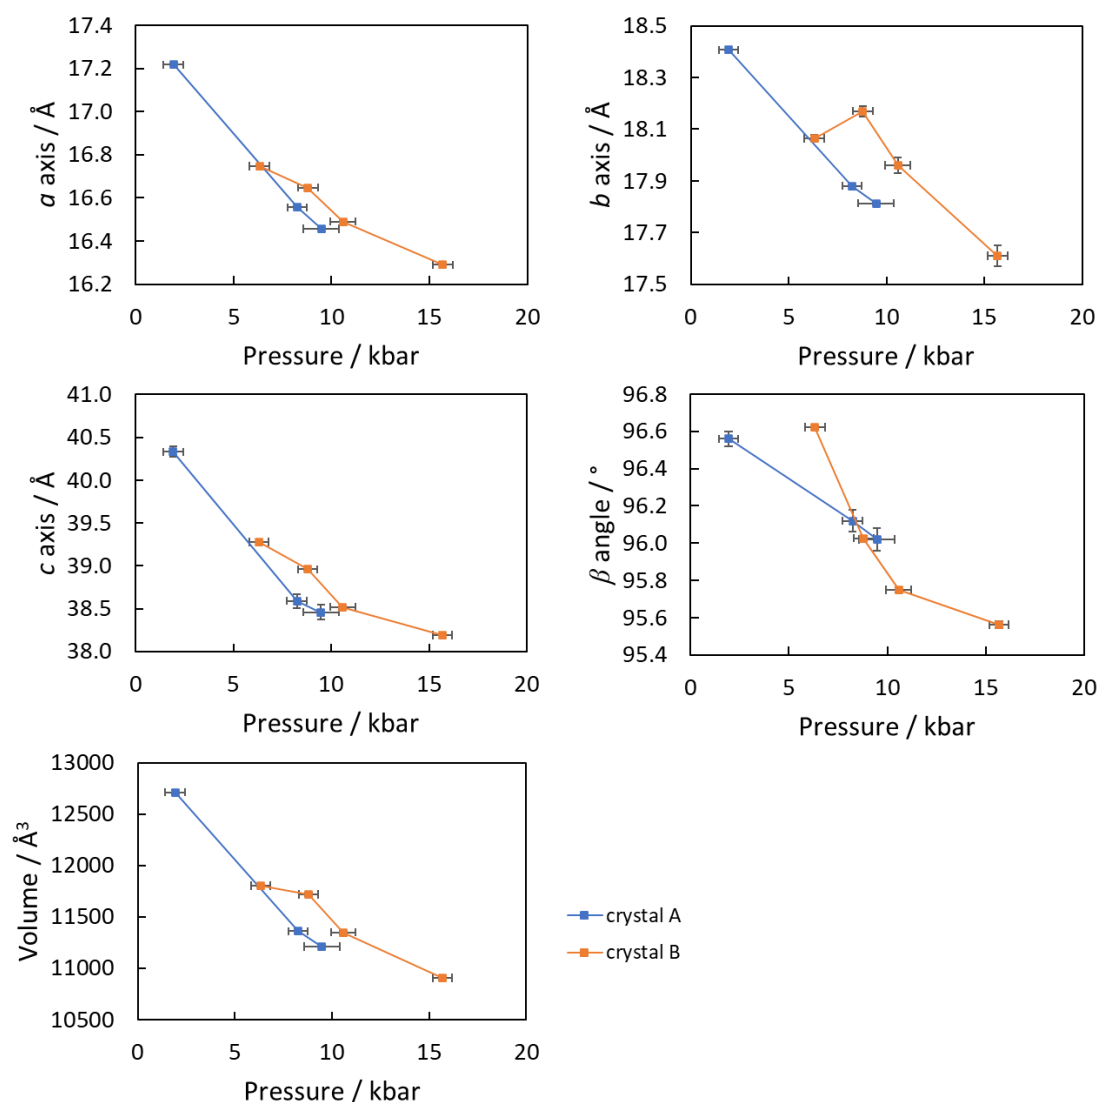 a axis / Å
17.4
17.2
17.0
16.8
16.6
16.4
16.2
0 5 10 15 20
Pressure / kbar
b axis / Å
18.5
18.3
18.1
17.9
17.7
17.5
0 5 10 15 20
Pressure / kbar
c axis / Å
41.0
40.5
40.0
39.5
39.0
38.5
38.0
0 5 10 15 20
Pressure / kbar
β angle / °
96.8
96.6
96.4
96.2
96.0
95.8
95.6
95.4
0 5 10 15 20
Pressure / kbar
Volume / Å³
13000
12500
12000
11500
11000
10500
0 5 10 15 20
Pressure / kbar
crystal A
crystal B